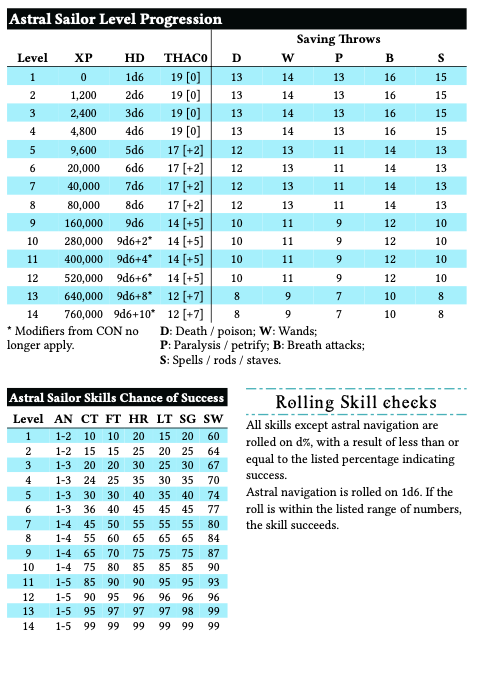 Astral Sailor Level Progression
Saving Throws
Level XP HD THAC0 D W P B S
1 0 1d6 19 [0] 13 14 13 16 15
2 1,200 2d6 19 [0] 13 14 13 16 15
3 2,400 3d6 19 [0] 13 14 13 16 15
4 4,800 4d6 19 [0] 13 14 13 16 15
5 9,600 5d6 17 [+2] 12 13 11 14 13
6 20,000 6d6 17 [+2] 12 13 11 14 13
7 40,000 7d6 17 [+2] 12 13 11 14 13
8 80,000 8d6 17 [+2] 12 13 11 14 13
9 160,000 9d6 14 [+5] 10 11 9 12 10
10 280,000 9d6+2* 14 [+5] 10 11 9 12 10
11 400,000 9d6+4* 14 [+5] 10 11 9 12 10
12 520,000 9d6+6* 14 [+5] 10 11 9 12 10
13 640,000 9d6+8* 12 [+7] 8 9 7 10 8
14 760,000 9d6+10* 12 [+7] 8 9 7 10 8
* Modifiers from CON no
longer apply.
D: Death / poison; W: Wands;
P: Paralysis / petrify; B: Breath attacks;
S: Spells / rods / staves.
Astral Sailor Skills Chance of Success
Level AN CT FT HR LT SG SW
1 1-2 10 10 20 15 20 60
2 1-2 15 15 25 20 25 64
3 1-3 20 20 30 25 30 67
4 1-3 24 25 35 30 35 70
5 1-3 30 30 40 35 40 74
6 1-3 36 40 45 45 45 77
7 1-4 45 50 55 55 55 80
8 1-4 55 60 65 65 65 84
9 1-4 65 70 75 75 75 87
10 1-4 75 80 85 85 85 90
11 1-5 85 90 90 95 95 93
12 1-5 90 95 96 96 96 96
13 1-5 95 97 97 97 98 99
14 1-5 99 99 99 99 99 99
Rolling Skill checks
All skills except astral navigation are
rolled on d%, with a result of less than or
equal to the listed percentage indicating
success.
Astral navigation is rolled on 1d6. If the
roll is within the listed range of numbers,
the skill succeeds.